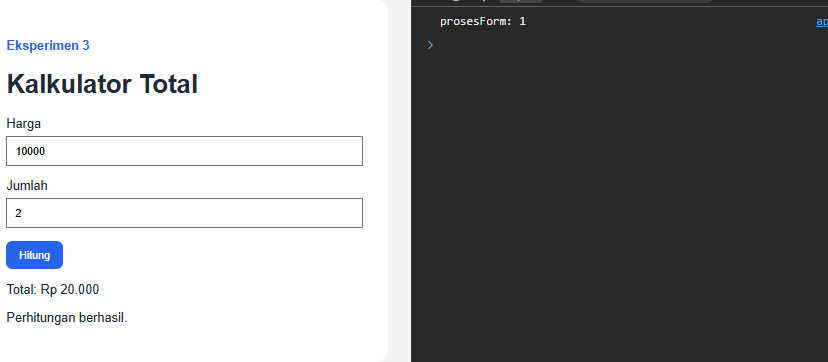 Eksperimen 3
Kalkulator Total
Harga
10000
Jumlah
2
Hitung
Total: Rp 20.000
Perhitungan berhasil.
prosesForm: 1